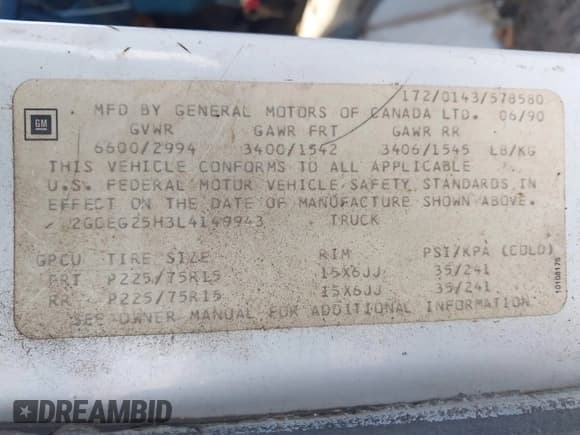 172/0143/578580
GM
MFD BY GENERAL MOTORS OF CANADA LTD. 06/90
GVWR GAWR FRT GAWR RR
6600/2994 3400/1542 3406/1545 LB/KG
THIS VEHICLE CONFORMS TO ALL APPLICABLE
U.S. FEDERAL MOTOR VEHICLE SAFETY STANDARDS IN
EFFECT ON THE DATE OF MANUFACTURE SHOWN ABOVE.
2GCEG25H3L4149943 TRUCK
GPCU TIRE SIZE RIM PSI/KPA (COLD)
FRT P225/75R15 15X6JJ 35/241
RR P225/75R15 15X6JJ 35/241
SEE OWNER MANUAL FOR ADDITIONAL INFORMATION
10108175
DREAMBID